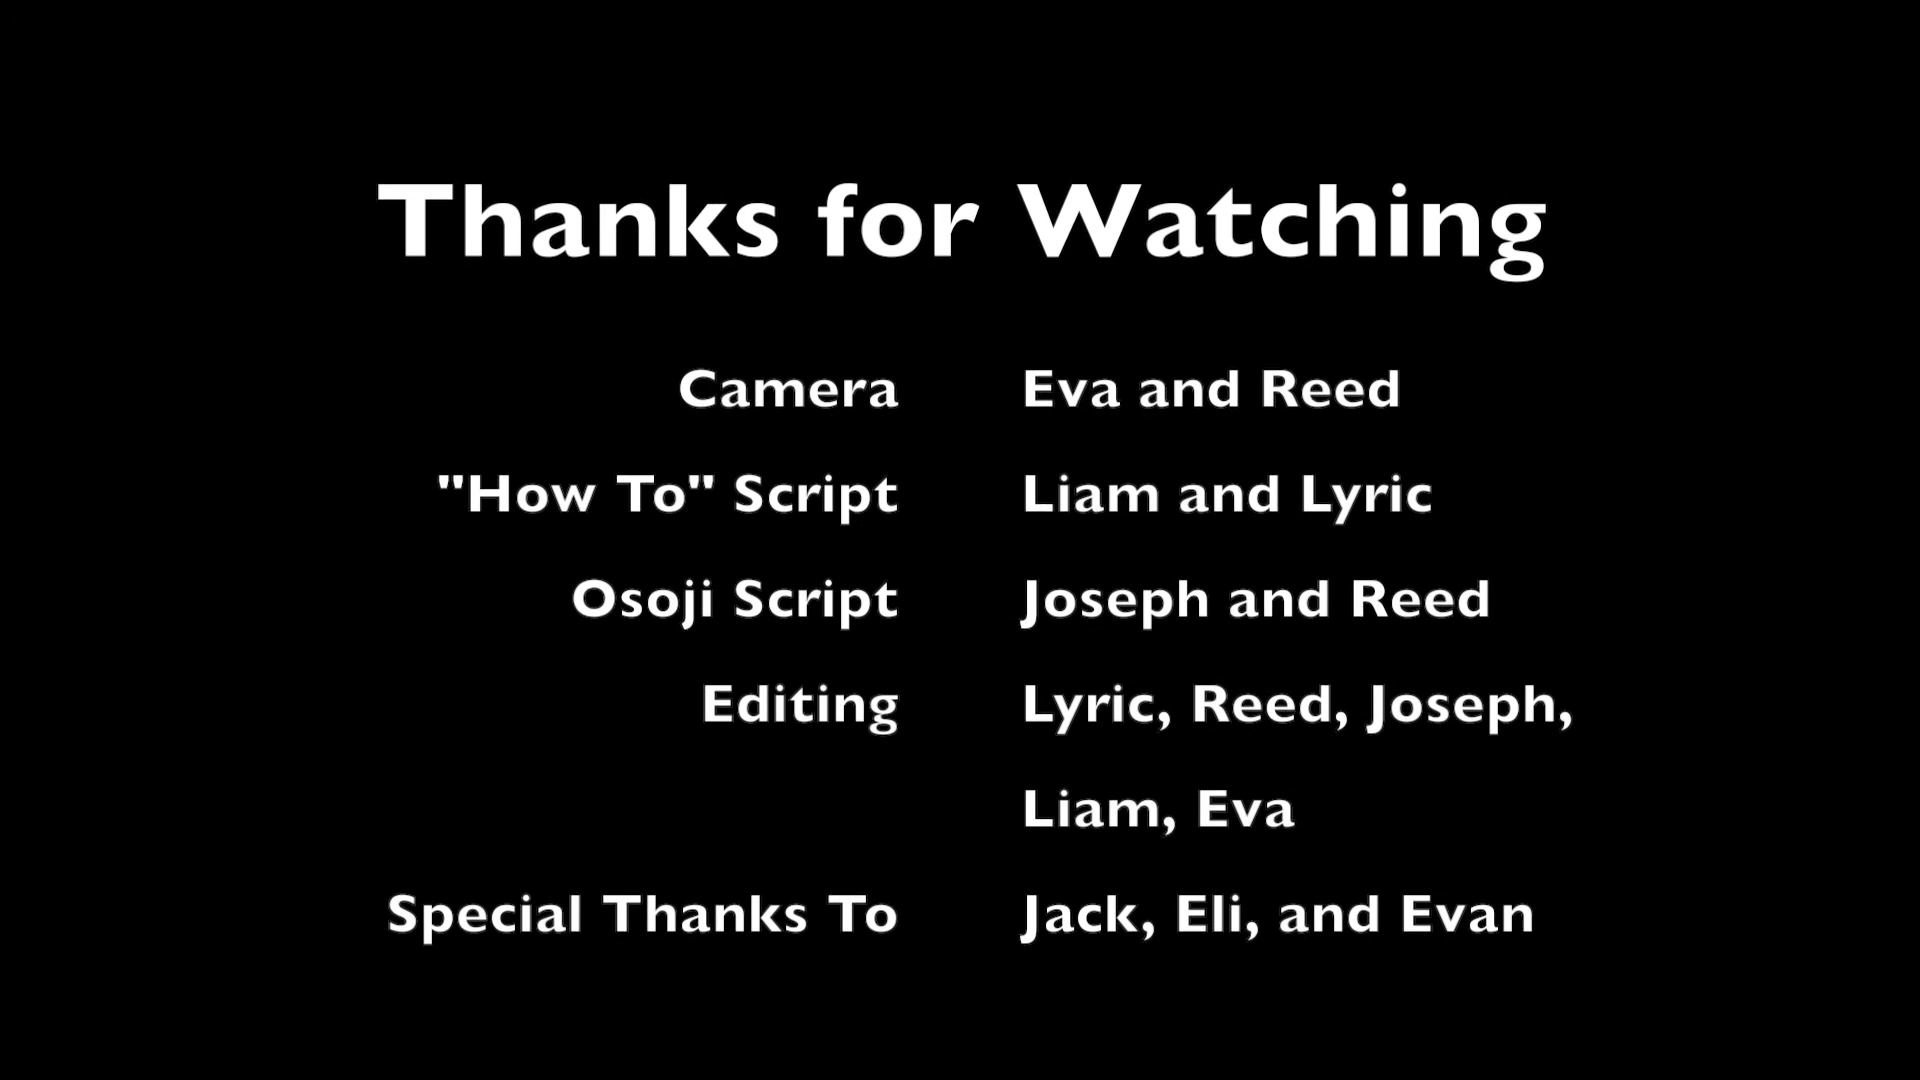 Thanks for Watching
Camera Eva and Reed
"How To" Script Liam and Lyric
Osoji Script Joseph and Reed
Editing Lyric, Reed, Joseph,
Liam, Eva
Special Thanks To Jack, Eli, and Evan